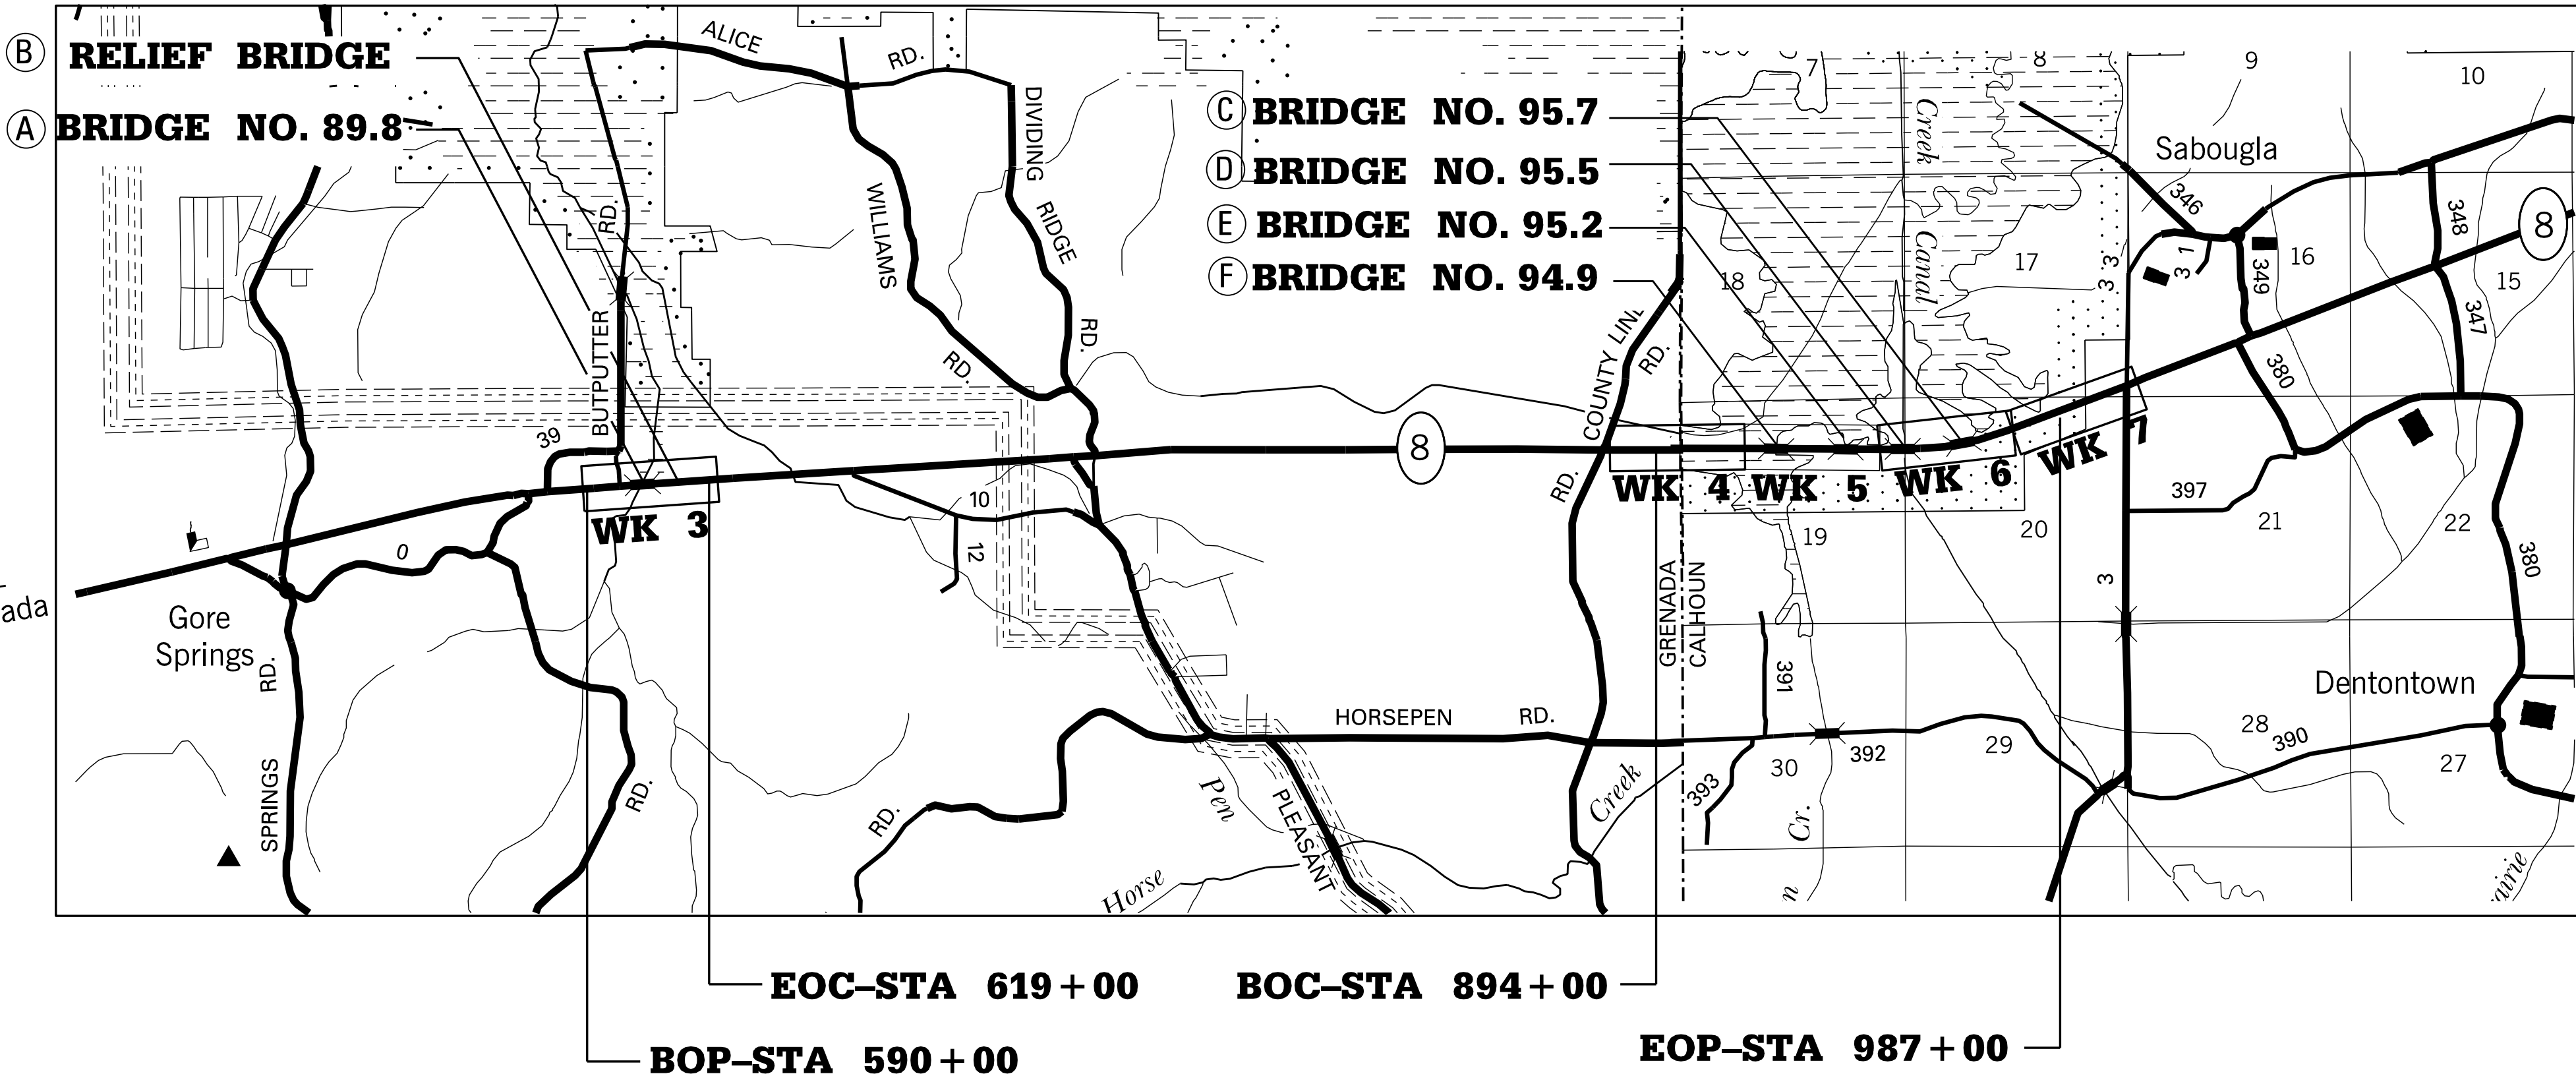 Ⓑ RELIEF BRIDGE
Ⓐ BRIDGE NO. 89.8
Ⓒ BRIDGE NO. 95.7
Ⓓ BRIDGE NO. 95.5
Ⓔ BRIDGE NO. 95.2
Ⓕ BRIDGE NO. 94.9
ALICE RD.
DIVIDING RIDGE RD.
WILLIAMS RD.
BUTPUTTER RD.
COUNTY LINE RD.
RD.
Creek Canal
7
8
9
10
Sabougla
346
348
8
18
17
3 3
3 1
349
16
15
347
380
39
8
WK 3
WK 4
WK 5
WK 6
WK 7
10
12
0
397
19
20
21
22
3
380
ada
Gore
Springs
SPRINGS RD.
RD.
RD.
GRENADA
CALHOUN
391
Dentontown
HORSEPEN RD.
392
29
28
390
27
30
393
Creek
Cr.
n
Pen
PLEASANT
Horse
airie
EOC–STA 619+00
BOC–STA 894+00
BOP–STA 590+00
EOP–STA 987+00